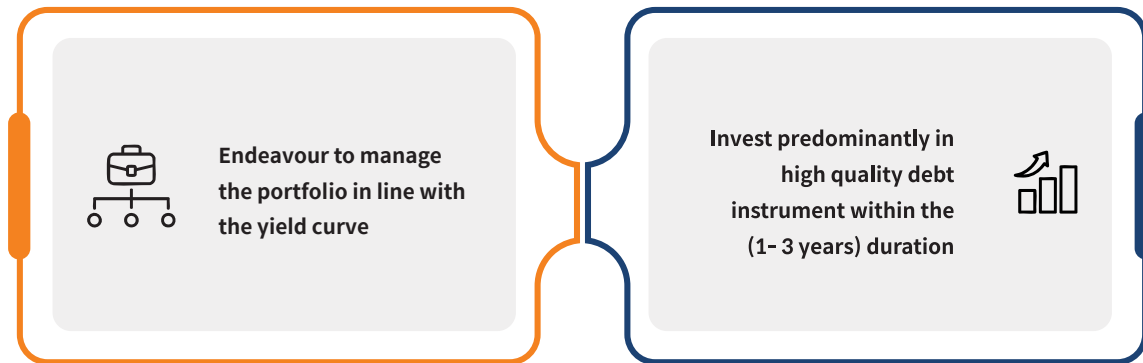 Endeavour to manage
the portfolio in line with
the yield curve
Invest predominantly in
high quality debt
instrument within the
(1- 3 years) duration